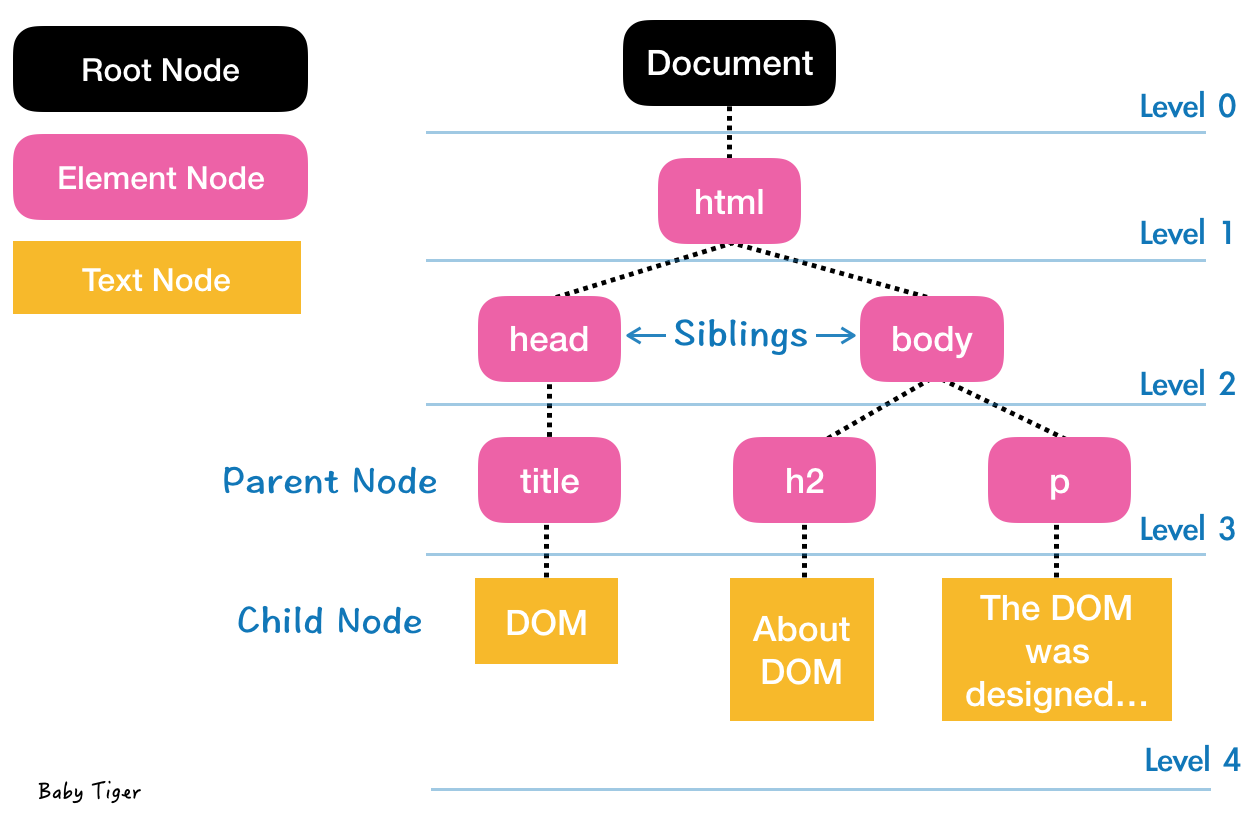 Root Node
Document
Level 0
Element Node
html
Level 1
Text Node
head
Siblings
body
Level 2
Parent Node
title
h2
p
Level 3
Child Node
DOM
About
DOM
The DOM
was
designed...
Level 4
Baby Tiger